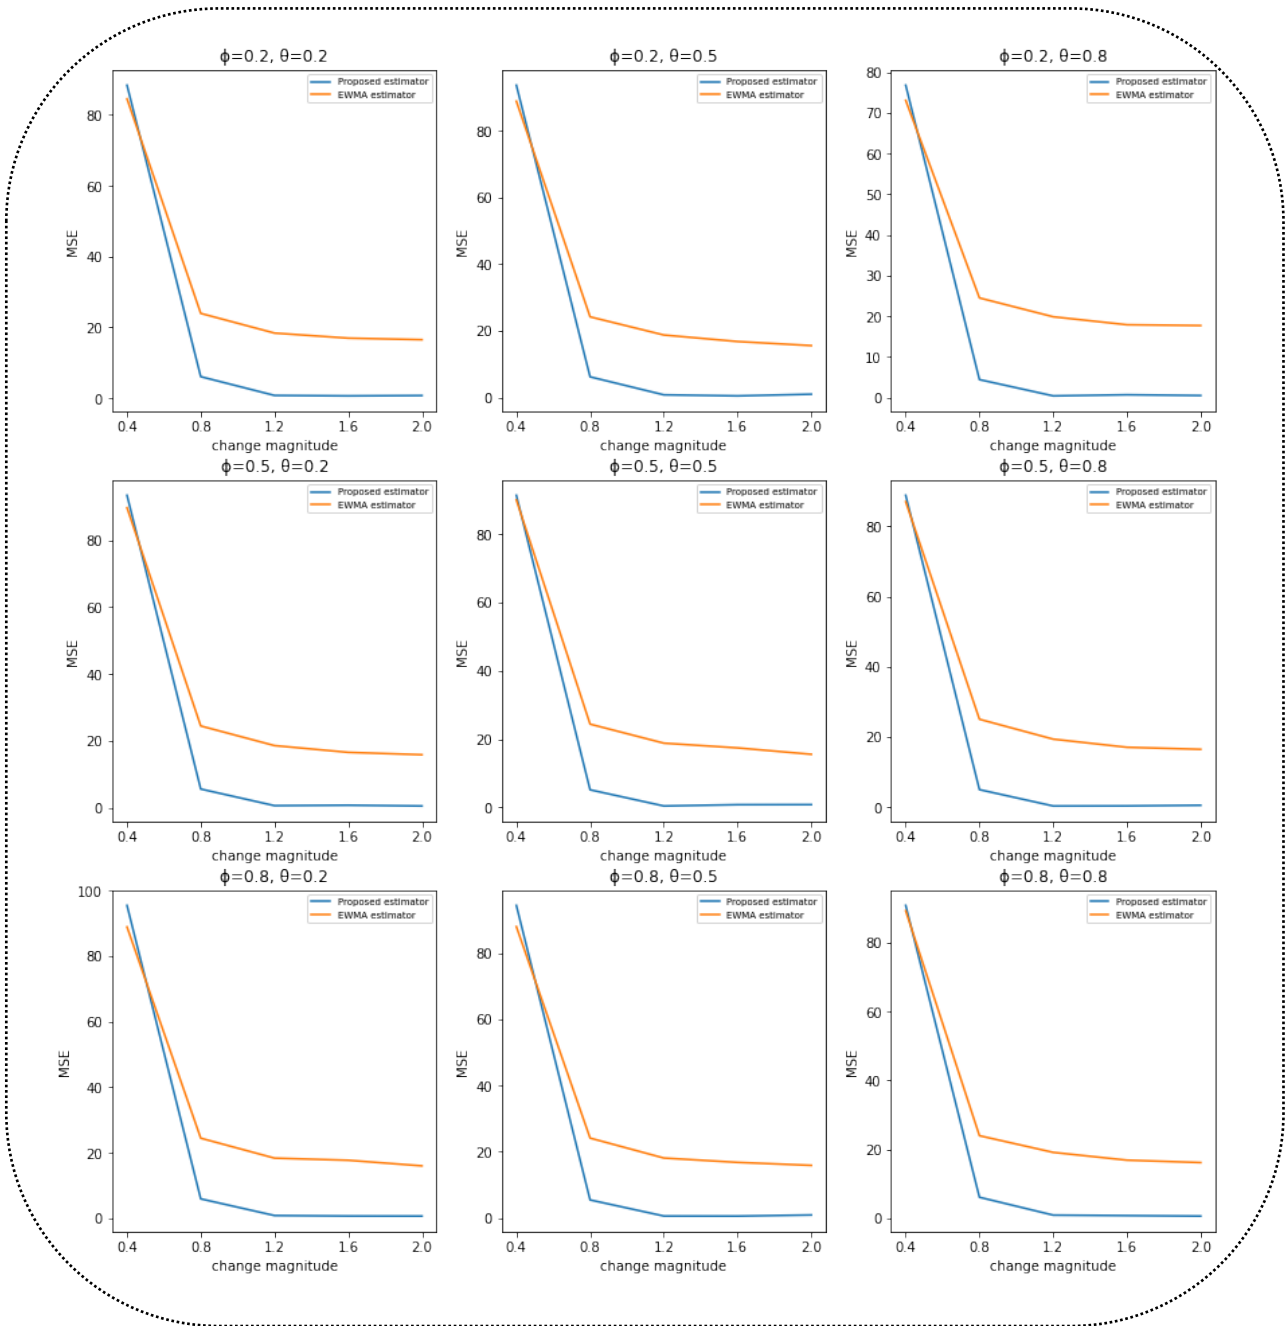 ϕ=0.2, θ=0.2
Proposed estimator
EWMA estimator
MSE
80
60
40
20
0
0.4 0.8 1.2 1.6 2.0
change magnitude
ϕ=0.2, θ=0.5
Proposed estimator
EWMA estimator
MSE
80
60
40
20
0
0.4 0.8 1.2 1.6 2.0
change magnitude
ϕ=0.2, θ=0.8
Proposed estimator
EWMA estimator
MSE
80
70
60
50
40
30
20
10
0
0.4 0.8 1.2 1.6 2.0
change magnitude
ϕ=0.5, θ=0.2
Proposed estimator
EWMA estimator
MSE
80
60
40
20
0
0.4 0.8 1.2 1.6 2.0
change magnitude
ϕ=0.5, θ=0.5
Proposed estimator
EWMA estimator
MSE
80
60
40
20
0
0.4 0.8 1.2 1.6 2.0
change magnitude
ϕ=0.5, θ=0.8
Proposed estimator
EWMA estimator
MSE
80
60
40
20
0
0.4 0.8 1.2 1.6 2.0
change magnitude
ϕ=0.8, θ=0.2
Proposed estimator
EWMA estimator
MSE
100
80
60
40
20
0
0.4 0.8 1.2 1.6 2.0
change magnitude
ϕ=0.8, θ=0.5
Proposed estimator
EWMA estimator
MSE
80
60
40
20
0
0.4 0.8 1.2 1.6 2.0
change magnitude
ϕ=0.8, θ=0.8
Proposed estimator
EWMA estimator
MSE
80
60
40
20
0
0.4 0.8 1.2 1.6 2.0
change magnitude